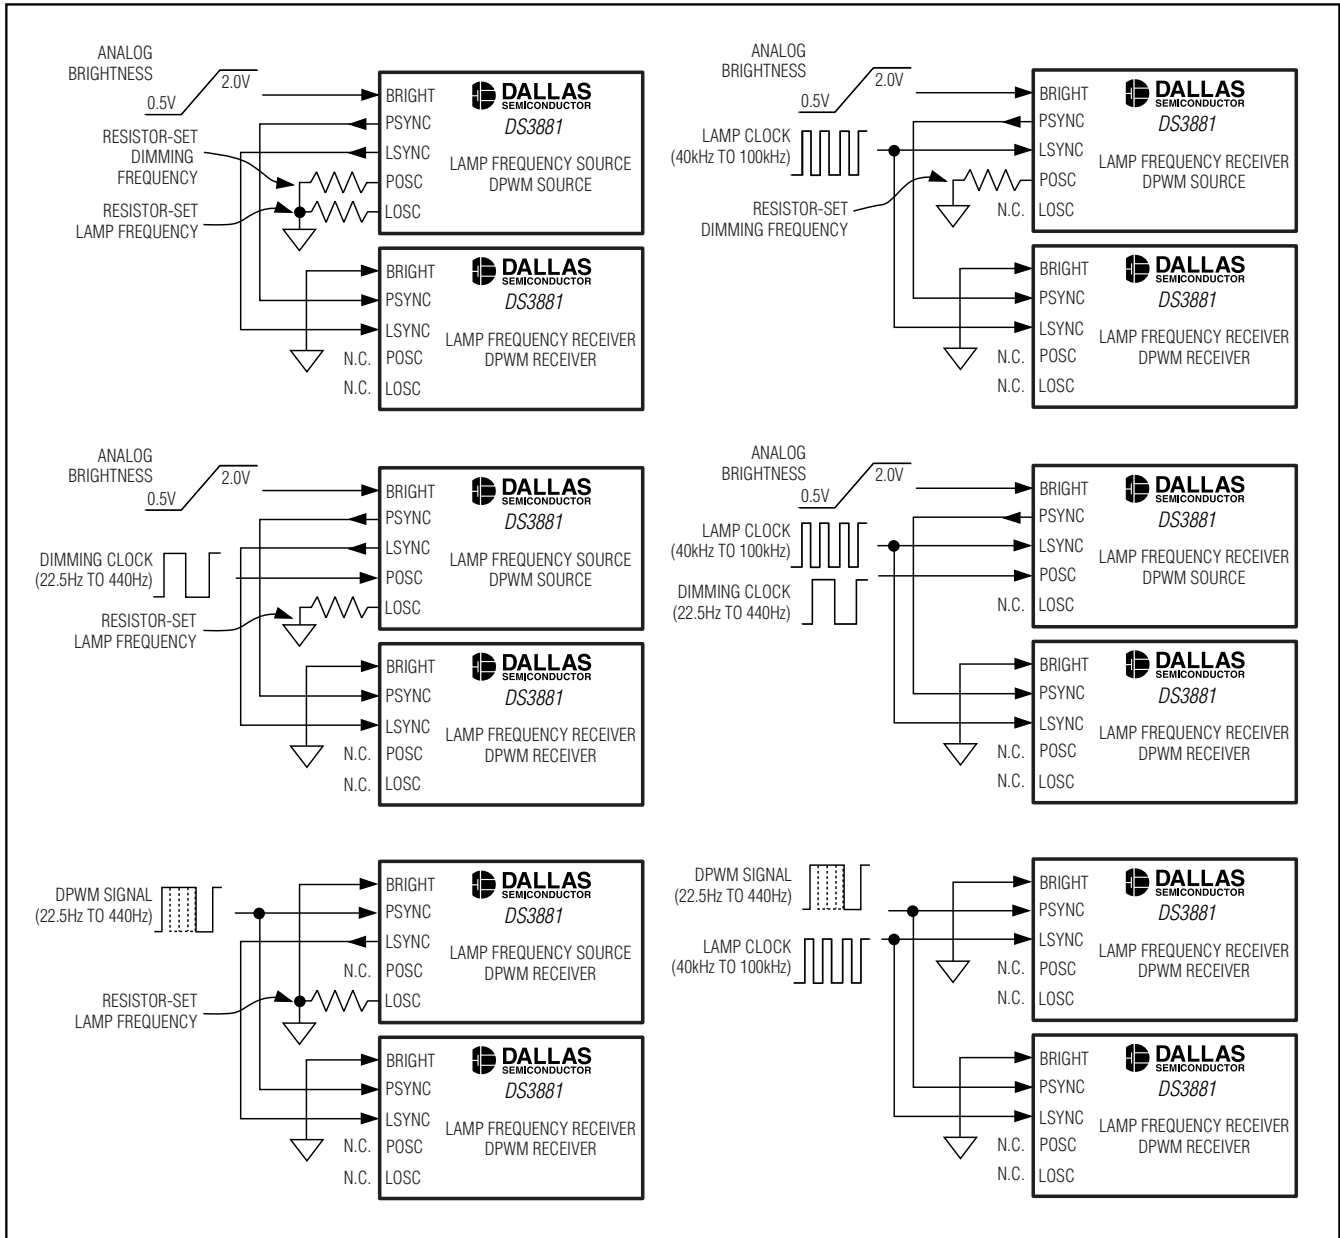 ANALOG
BRIGHTNESS
0.5V
2.0V
RESISTOR-SET
DIMMING
FREQUENCY
RESISTOR-SET
LAMP FREQUENCY
BRIGHT
PSYNC
LSYNC
POSC
LOSC
DALLAS
SEMICONDUCTOR
DS3881
LAMP FREQUENCY SOURCE
DPWM SOURCE
BRIGHT
PSYNC
LSYNC
N.C. POSC
N.C. LOSC
DALLAS
SEMICONDUCTOR
DS3881
LAMP FREQUENCY RECEIVER
DPWM RECEIVER
ANALOG
BRIGHTNESS
0.5V
2.0V
LAMP CLOCK
(40kHz TO 100kHz)
RESISTOR-SET
DIMMING FREQUENCY
BRIGHT
PSYNC
LSYNC
POSC
N.C. LOSC
DALLAS
SEMICONDUCTOR
DS3881
LAMP FREQUENCY RECEIVER
DPWM SOURCE
BRIGHT
PSYNC
LSYNC
N.C. POSC
N.C. LOSC
DALLAS
SEMICONDUCTOR
DS3881
LAMP FREQUENCY RECEIVER
DPWM RECEIVER
ANALOG
BRIGHTNESS
0.5V
2.0V
DIMMING CLOCK
(22.5Hz TO 440Hz)
RESISTOR-SET
LAMP FREQUENCY
BRIGHT
PSYNC
LSYNC
POSC
LOSC
DALLAS
SEMICONDUCTOR
DS3881
LAMP FREQUENCY SOURCE
DPWM SOURCE
BRIGHT
PSYNC
LSYNC
N.C. POSC
N.C. LOSC
DALLAS
SEMICONDUCTOR
DS3881
LAMP FREQUENCY RECEIVER
DPWM RECEIVER
ANALOG
BRIGHTNESS
0.5V
2.0V
LAMP CLOCK
(40kHz TO 100kHz)
DIMMING CLOCK
(22.5Hz TO 440Hz)
BRIGHT
PSYNC
LSYNC
POSC
N.C. LOSC
DALLAS
SEMICONDUCTOR
DS3881
LAMP FREQUENCY RECEIVER
DPWM SOURCE
BRIGHT
PSYNC
LSYNC
N.C. POSC
N.C. LOSC
DALLAS
SEMICONDUCTOR
DS3881
LAMP FREQUENCY RECEIVER
DPWM RECEIVER
DPWM SIGNAL
(22.5Hz TO 440Hz)
RESISTOR-SET
LAMP FREQUENCY
BRIGHT
PSYNC
LSYNC
N.C. POSC
LOSC
DALLAS
SEMICONDUCTOR
DS3881
LAMP FREQUENCY SOURCE
DPWM RECEIVER
BRIGHT
PSYNC
LSYNC
N.C. POSC
N.C. LOSC
DALLAS
SEMICONDUCTOR
DS3881
LAMP FREQUENCY RECEIVER
DPWM RECEIVER
DPWM SIGNAL
(22.5Hz TO 440Hz)
LAMP CLOCK
(40kHz TO 100kHz)
BRIGHT
PSYNC
LSYNC
N.C. POSC
N.C. LOSC
DALLAS
SEMICONDUCTOR
DS3881
LAMP FREQUENCY RECEIVER
DPWM RECEIVER
BRIGHT
PSYNC
LSYNC
N.C. POSC
N.C. LOSC
DALLAS
SEMICONDUCTOR
DS3881
LAMP FREQUENCY RECEIVER
DPWM RECEIVER